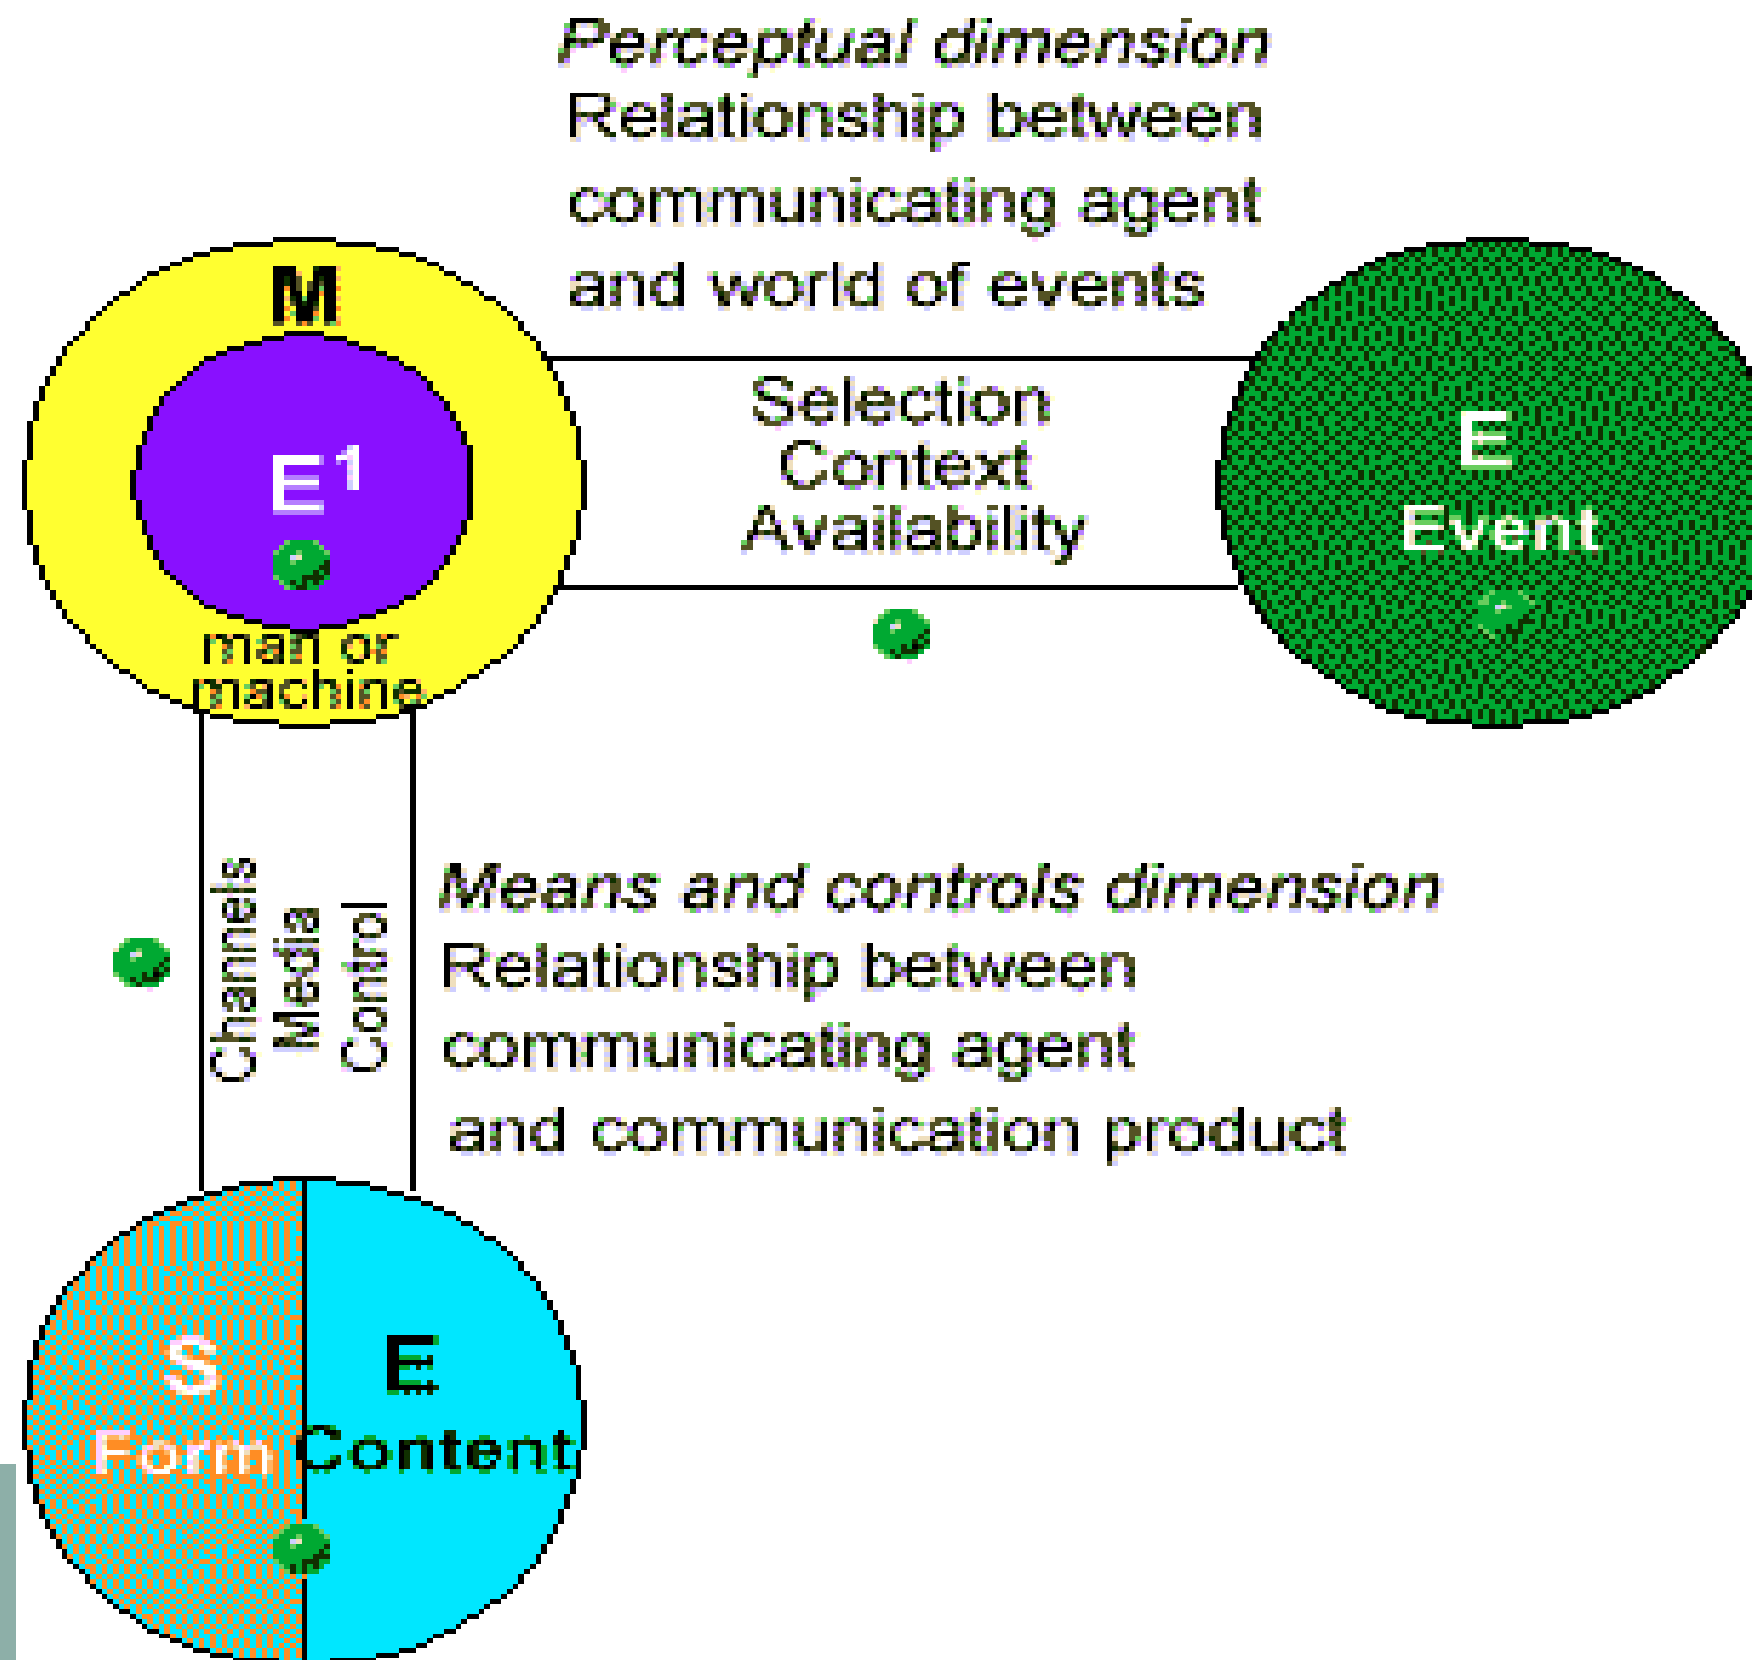 Perceptual dimension
Relationship between
communicating agent
and world of events
M
E¹
man or
machine
Selection
Context
Availability
E
Event
Channels
Media
Control
Means and controls dimension
Relationship between
communicating agent
and communication product
S
Form
E
Content